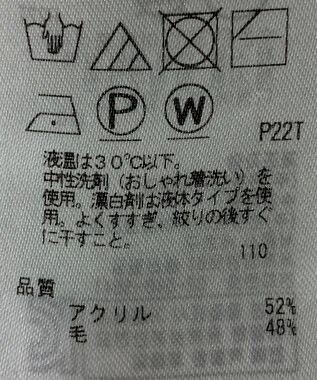 P
W
P22T
液温は30℃以下。
中性洗剤（おしゃれ着洗い）を
使用。漂白剤は液体タイプを使
用。よくすすぎ、絞りの後すぐ
に干すこと。
110
品質
アクリル 52%
毛 48%